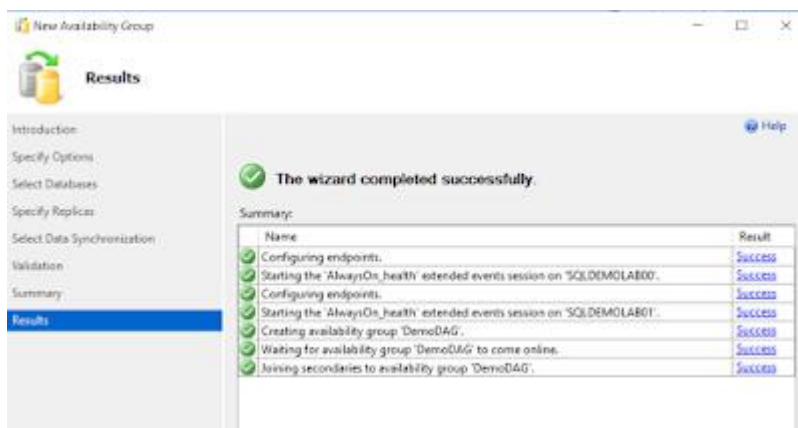 New Availability Group
Results
Help
Introduction
Specify Options
Select Databases
Specify Replicas
Select Data Synchronization
Validation
Summary
Results
The wizard completed successfully.
Summary:
Name Result
Configuring endpoints. Success
Starting the 'AlwaysOn_health' extended events session on 'SQLDEMOLAB00'. Success
Configuring endpoints. Success
Starting the 'AlwaysOn_health' extended events session on 'SQLDEMOLAB01'. Success
Creating availability group 'DemoDAG'. Success
Waiting for availability group 'DemoDAG' to come online. Success
Joining secondaries to availability group 'DemoDAG'. Success